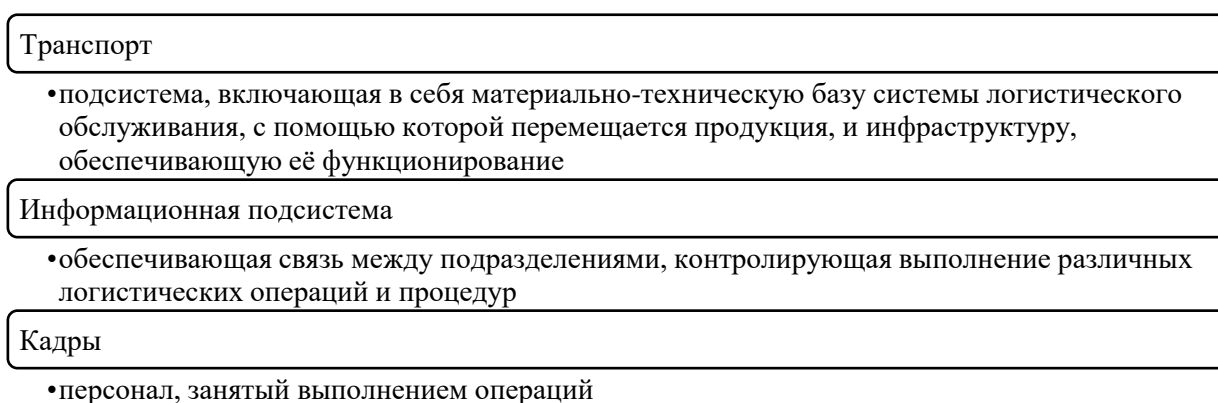 Транспорт
•подсистема, включающая в себя материально-техническую базу системы логистического
обслуживания, с помощью которой перемещается продукция, и инфраструктуру,
обеспечивающую её функционирование
Информационная подсистема
•обеспечивающая связь между подразделениями, контролирующая выполнение различных
логистических операций и процедур
Кадры
•персонал, занятый выполнением операций